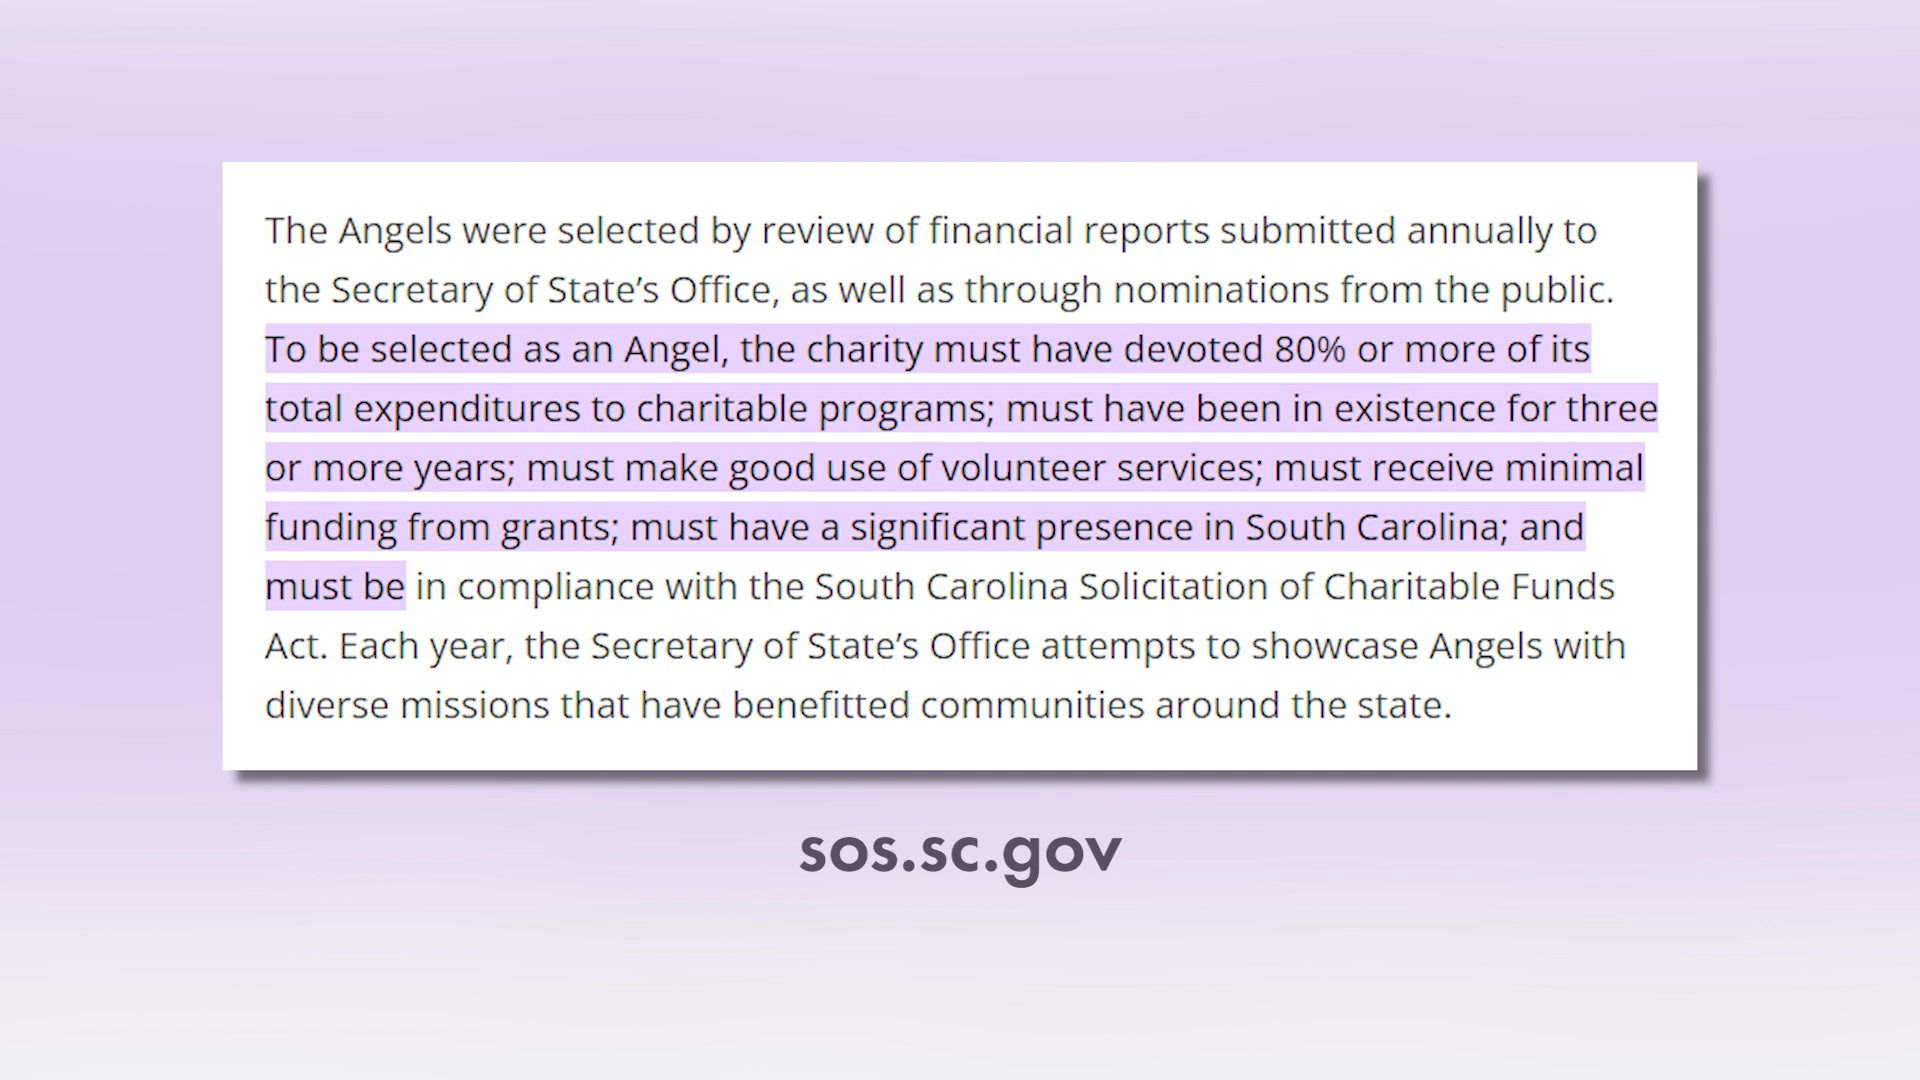 The Angels were selected by review of financial reports submitted annually to
the Secretary of State’s Office, as well as through nominations from the public.
To be selected as an Angel, the charity must have devoted 80% or more of its
total expenditures to charitable programs; must have been in existence for three
or more years; must make good use of volunteer services; must receive minimal
funding from grants; must have a significant presence in South Carolina; and
must be in compliance with the South Carolina Solicitation of Charitable Funds
Act. Each year, the Secretary of State’s Office attempts to showcase Angels with
diverse missions that have benefitted communities around the state.
sos.sc.gov